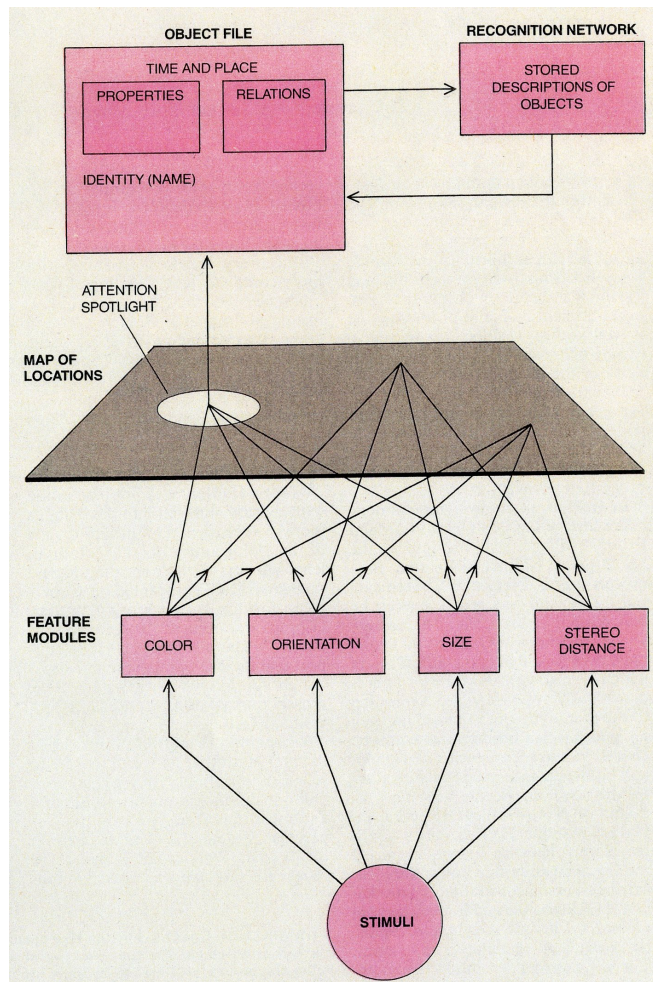 OBJECT FILE
RECOGNITION NETWORK
TIME AND PLACE
PROPERTIES
RELATIONS
IDENTITY (NAME)
STORED
DESCRIPTIONS OF
OBJECTS
ATTENTION
SPOTLIGHT
MAP OF
LOCATIONS
FEATURE
MODULES
COLOR
ORIENTATION
SIZE
STEREO
DISTANCE
STIMULI